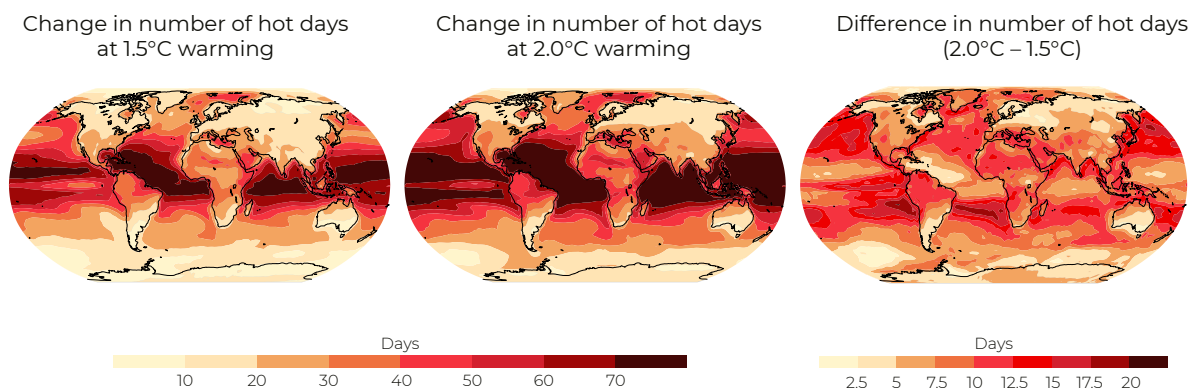 Change in number of hot days
at 1.5°C warming
Change in number of hot days
at 2.0°C warming
Difference in number of hot days
(2.0°C – 1.5°C)
Days
10 20 30 40 50 60 70
Days
2.5 5 7.5 10 12.5 15 17.5 20